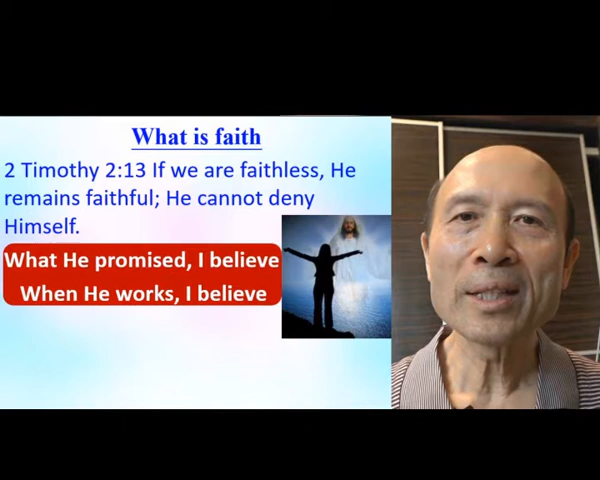 What is faith
2 Timothy 2:13 If we are faithless, He
remains faithful; He cannot deny
Himself.
What He promised, I believe
When He works, I believe